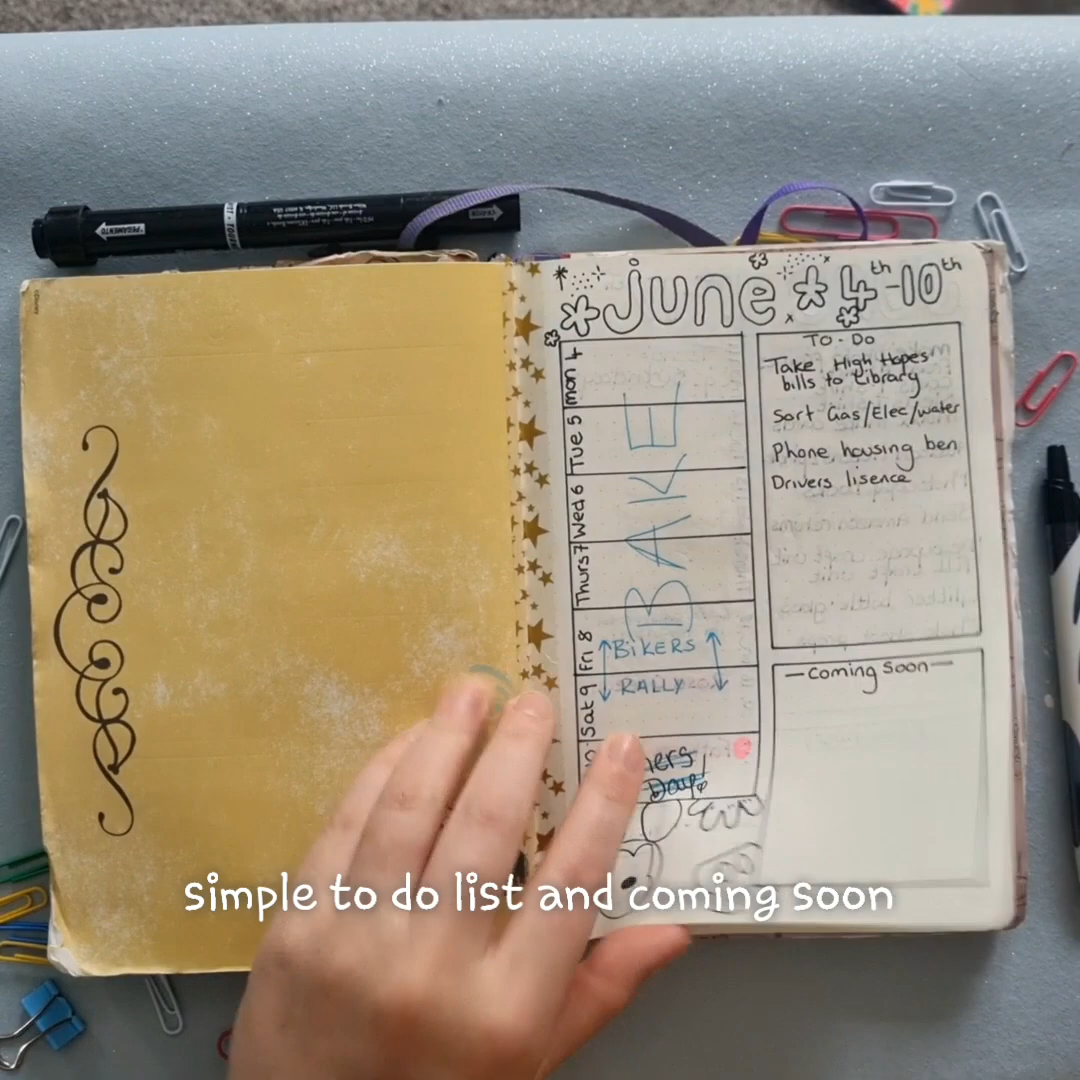 June 4th-10th
TO-DO
Take High Hopes
bills to Library
Sort Gas/Elec/water
Phone, housing ben
Drivers lisence
mon 4
Tue 5
Wed 6
Thurs 7
Fri 8
Sat 9
BAKE
BIKERS
RALLY
Day!
-Coming Soon-
PEGAMENTO
simple to do list and coming soon